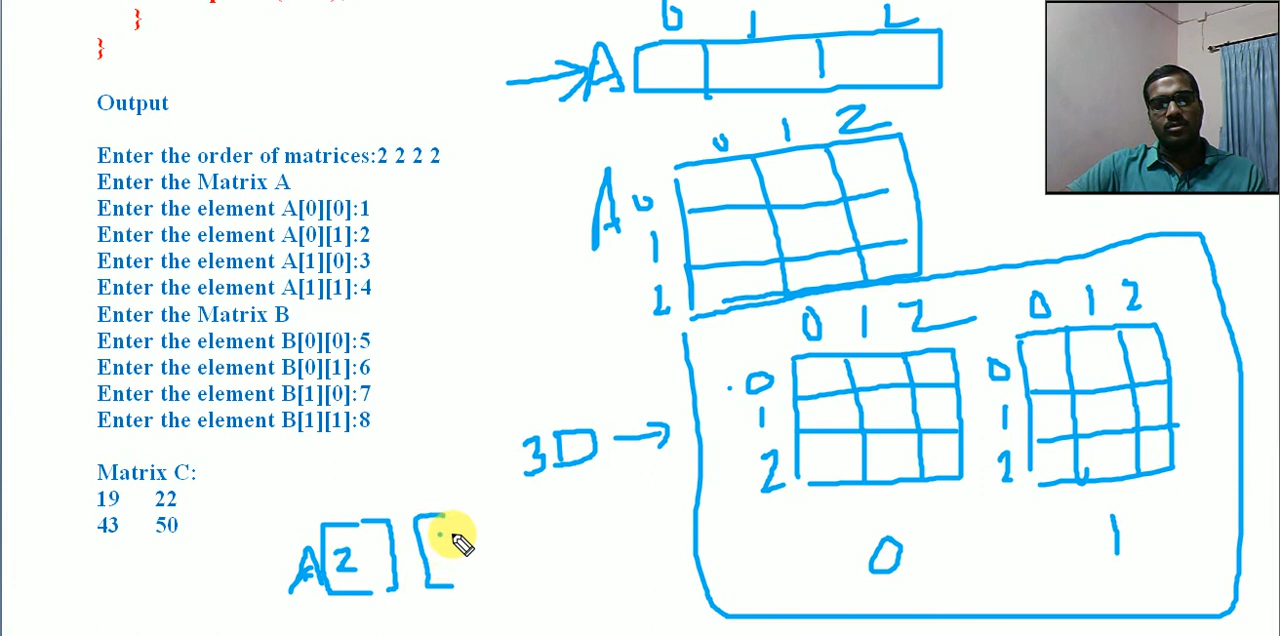 }
}
Output
Enter the order of matrices:2 2 2 2
Enter the Matrix A
Enter the element A[0][0]:1
Enter the element A[0][1]:2
Enter the element A[1][0]:3
Enter the element A[1][1]:4
Enter the Matrix B
Enter the element B[0][0]:5
Enter the element B[0][1]:6
Enter the element B[1][0]:7
Enter the element B[1][1]:8
Matrix C:
19 22
43 50
A[2][
0 1 2
A
0 1 2
A 0
1
2
3D
0 1 2
0
1
2
0
0 1 2
0
1
2
1